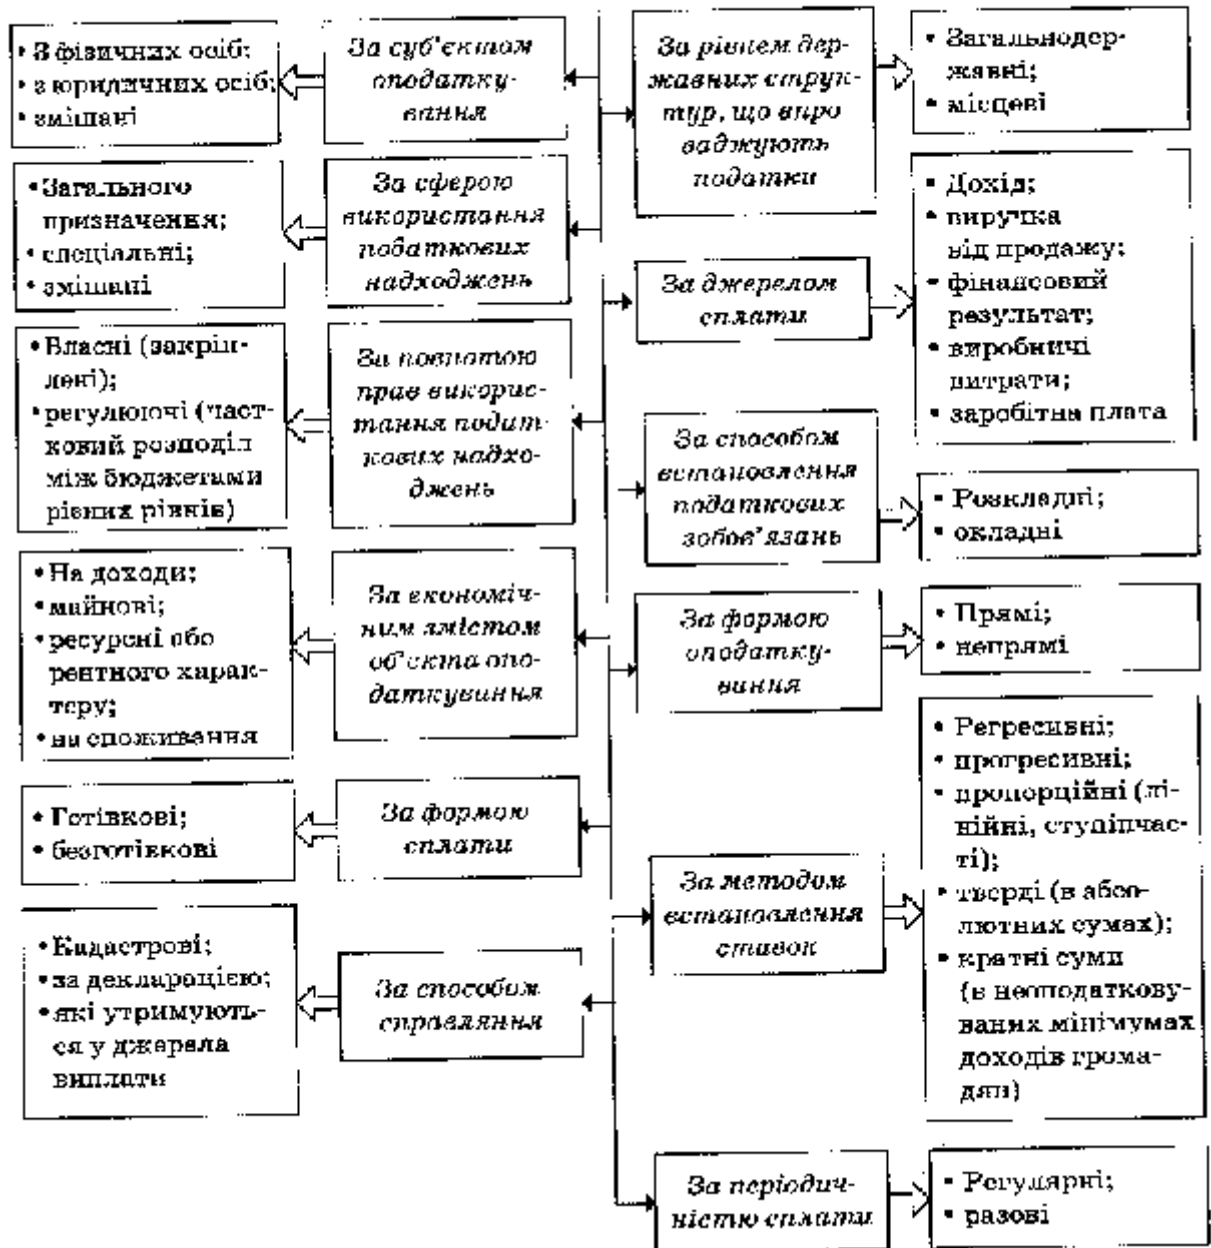 • З фізичних осіб;
• з юридичних осіб;
• змішані
За суб'єктом
оподатку-
вання
• Загального
призначення;
• спеціальні;
• змішані
За сферою
використання
податкових
надходжень
• Власні (закріп-
лені);
• регулюючі (част-
ковий розподіл
між бюджетами
різних рівнів)
За повнотою
прав викорис-
тання подат-
кових надхо-
джень
• На доходи;
• майнові;
• ресурсні або
рентного харак-
теру;
• на споживання
За економіч-
ним змістом
об'єкта опо-
даткування
• Готівкові;
• безготівкові
За формою
сплати
• Кадастрові;
• за декларацією;
• які утримують-
ся у джерела
виплати
За способом
справляння
За рівнем дер-
жавних струк-
тур, що впро
ваджують
податки
• Загальнодер-
жавні;
• місцеві
За джерелом
сплати
• Дохід;
• виручка
від продажу;
• фінансовий
результат;
• виробничі
витрати;
• заробітна плата
За способом
встановлення
податкових
зобов'язань
• Розкладні;
• окладні
За формою
оподатку-
вання
• Прямі;
• непрямі
За методом
встановлення
ставок
• Регресивні;
• прогресивні;
• пропорційні (лі-
нійні, ступінчас-
ті);
• тверді (в абсо-
лютних сумах);
• кратні суми
(в неоподаткову-
ваних мінімумах
доходів грома-
дян)
За періодич-
ністю сплати
• Регулярні;
• разові